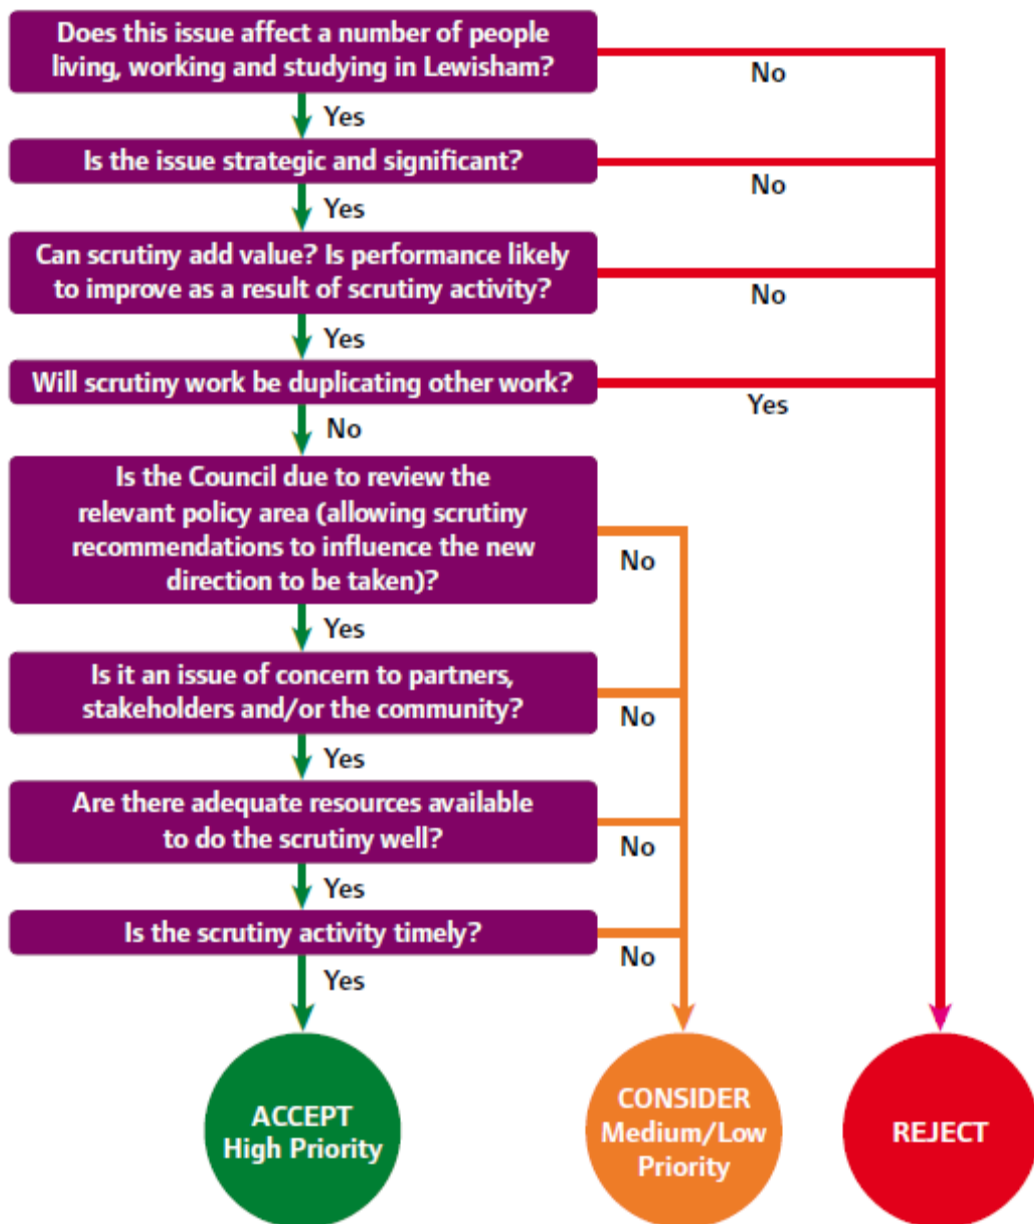 Does this issue affect a number of people
living, working and studying in Lewisham?
No
Yes
Is the issue strategic and significant?
No
Yes
Can scrutiny add value? Is performance likely
to improve as a result of scrutiny activity?
No
Yes
Will scrutiny work be duplicating other work?
Yes
No
Is the Council due to review the
relevant policy area (allowing scrutiny
recommendations to influence the new
direction to be taken)?
No
Yes
Is it an issue of concern to partners,
stakeholders and/or the community?
No
Yes
Are there adequate resources available
to do the scrutiny well?
No
Yes
Is the scrutiny activity timely?
No
Yes
ACCEPT
High Priority
CONSIDER
Medium/Low
Priority
REJECT